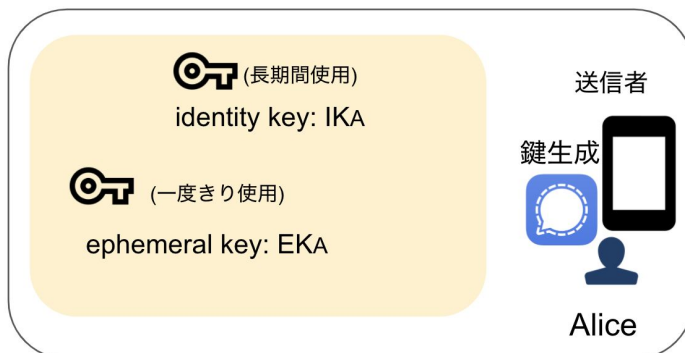 (長期間使用)
identity key: IKA
(一度きり使用)
ephemeral key: EKA
送信者
鍵生成
Alice